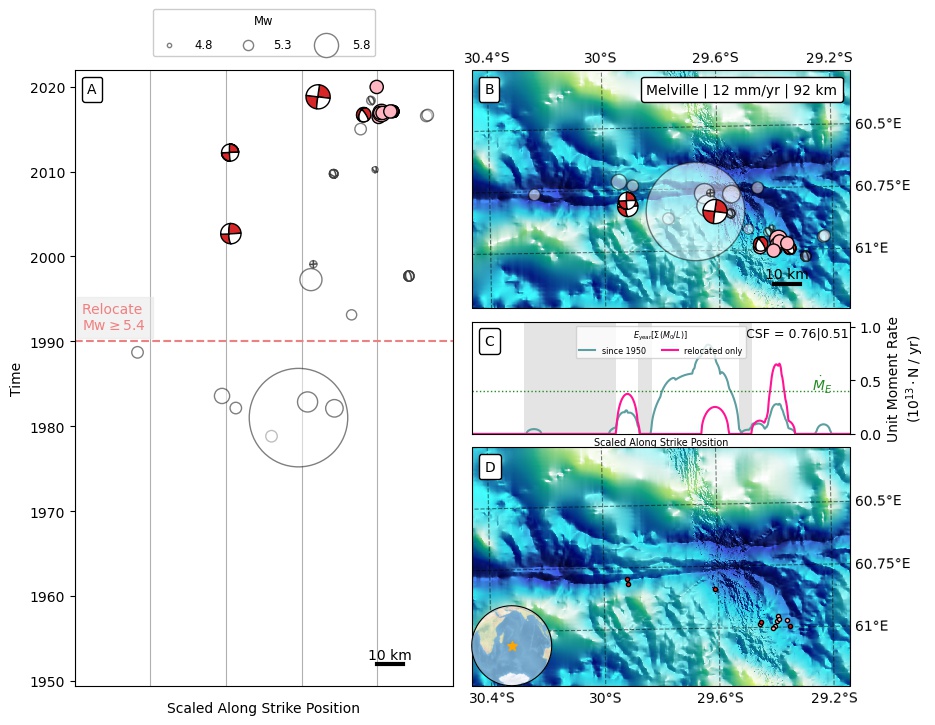 Mw
4.8 5.3 5.8
A
2020
2010
2000
1990
1980
1970
1960
1950
Time
Relocate
Mw ≥ 5.4
10 km
Scaled Along Strike Position
30.4°S 30°S 29.6°S 29.2°S
B
Melville | 12 mm/yr | 92 km
60.5°E
60.75°E
61°E
10 km
C
E_year[Σ(M₀/L)]
since 1950 relocated only
CSF = 0.76|0.51
Ṁ_E
1.0
0.5
0.0
Unit Moment Rate
(10¹³ · N / yr)
Scaled Along Strike Position
D
60.5°E
60.75°E
61°E
30.4°S 30°S 29.6°S 29.2°S